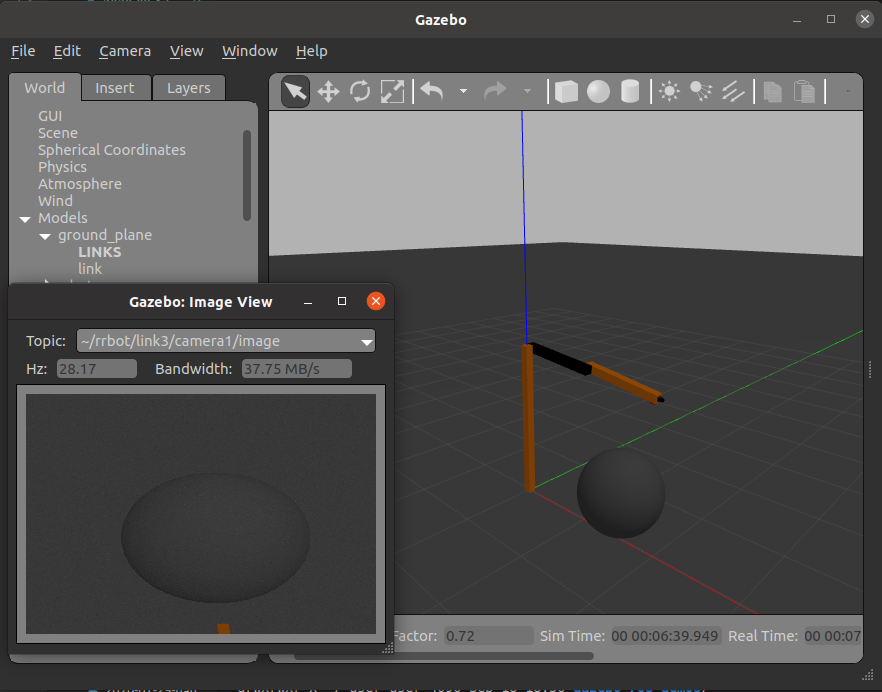 Gazebo
File Edit Camera View Window Help
World Insert Layers
GUI
Scene
Spherical Coordinates
Physics
Atmosphere
Wind
Models
ground_plane
LINKS
link
Gazebo: Image View
Topic: ~/rrbot/link3/camera1/image
Hz: 28.17 Bandwidth: 37.75 MB/s
Factor: 0.72 Sim Time: 00 00:06:39.949 Real Time: 00 00:07